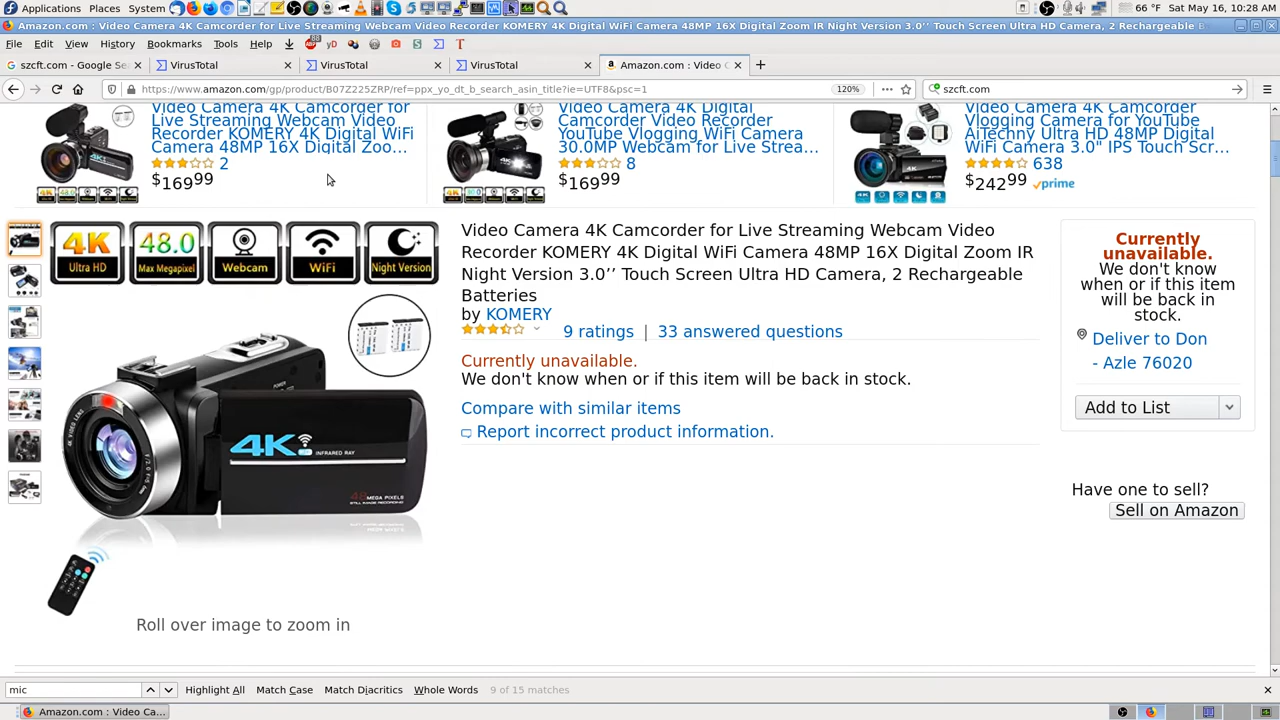 Applications Places System 66 °F Sat May 16, 10:28 AM
Amazon.com : Video Camera 4K Camcorder for Live Streaming Webcam Video Recorder KOMERY 4K Digital WiFi Camera 48MP 16X Digital Zoom IR Night Version 3.0’’ Touch Screen Ultra HD Camera, 2 Rechargeable
File Edit View History Bookmarks Tools Help
szcft.com - Google Se VirusTotal VirusTotal VirusTotal Amazon.com : Video C
https://www.amazon.com/gp/product/B07Z225ZRP/ref=ppx_yo_dt_b_search_asin_title?ie=UTF8&psc=1 120% szcft.com
Video Camera 4K Camcorder for
Live Streaming Webcam Video
Recorder KOMERY 4K Digital WiFi
Camera 48MP 16X Digital Zoo...
2
$169 99
Video Camera 4K Digital
Camcorder Video Recorder
YouTube Vlogging WiFi Camera
30.0MP Webcam for Live Strea...
8
$169 99
Video Camera 4K Camcorder
Vlogging Camera for YouTube
AiTechny Ultra HD 48MP Digital
WiFi Camera 3.0" IPS Touch Scr...
638
$242 99 prime
4K Ultra HD
48.0 Max Megapixel
Webcam
WiFi
Night Version
4K
INFRARED RAY
48 MEGA PIXELS
4K VIDEO LENS
POWER
Roll over image to zoom in
Video Camera 4K Camcorder for Live Streaming Webcam Video
Recorder KOMERY 4K Digital WiFi Camera 48MP 16X Digital Zoom IR
Night Version 3.0’’ Touch Screen Ultra HD Camera, 2 Rechargeable
Batteries
by KOMERY
9 ratings | 33 answered questions
Currently unavailable.
We don't know when or if this item will be back in stock.
Compare with similar items
Report incorrect product information.
Currently
unavailable.
We don't know
when or if this item
will be back in
stock.
Deliver to Don
- Azle 76020
Add to List
Have one to sell?
Sell on Amazon
mic Highlight All Match Case Match Diacritics Whole Words 9 of 15 matches
Amazon.com : Video Ca...